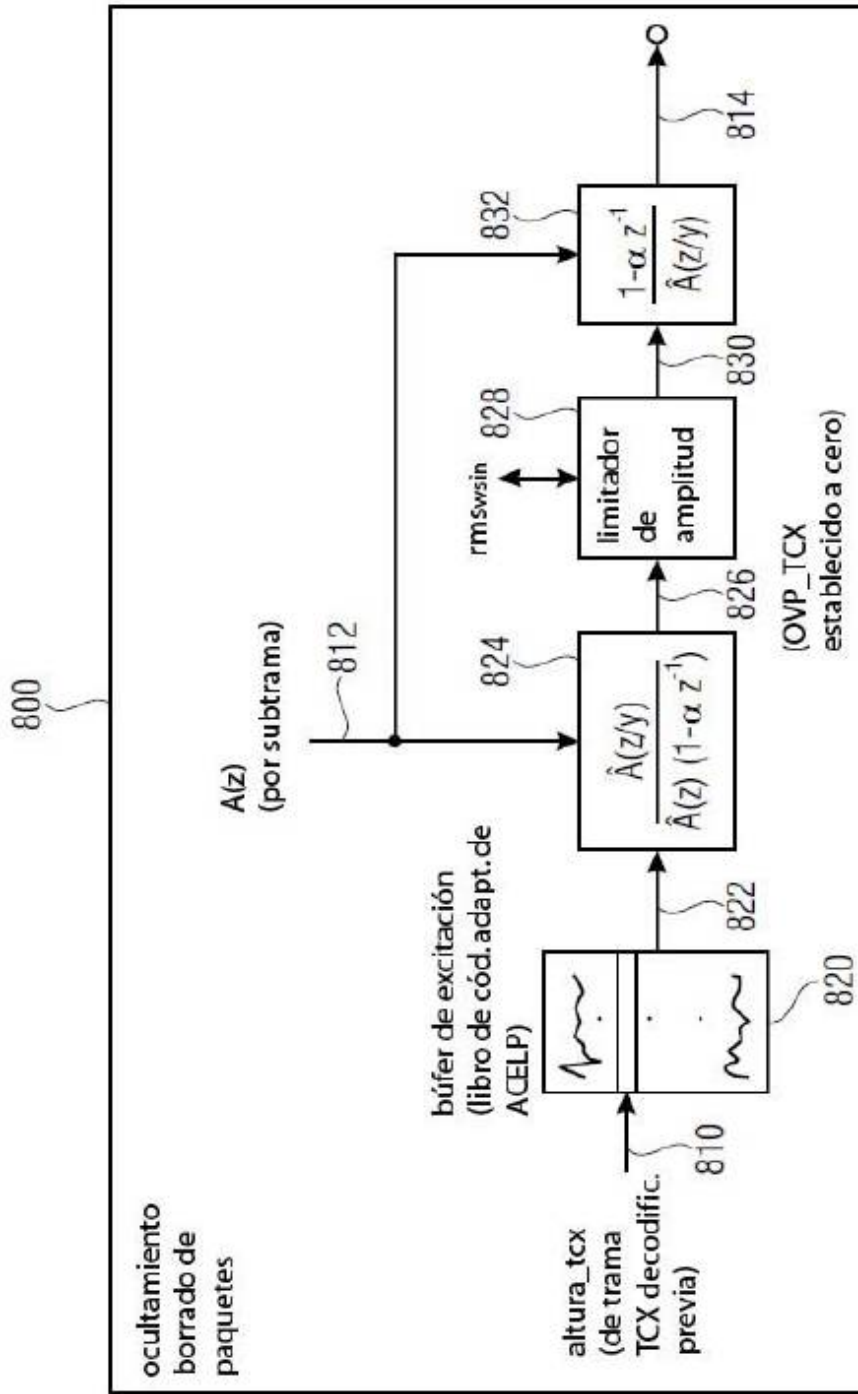 800
ocultamiento
borrado de
paquetes
A(z)
(por subtrama)
812
búfer de excitación
(libro de cód.adapt.de
ACELP)
altura_tcx
(de trama
TCX decodific.
previa)
810
820
822
824
Â(z/y)
Â(z) (1-α z⁻¹)
826
rmswsin
828
limitador
de
amplitud
(OVP_TCX
establecido a cero)
830
832
1-α z⁻¹
Â(z/y)
814